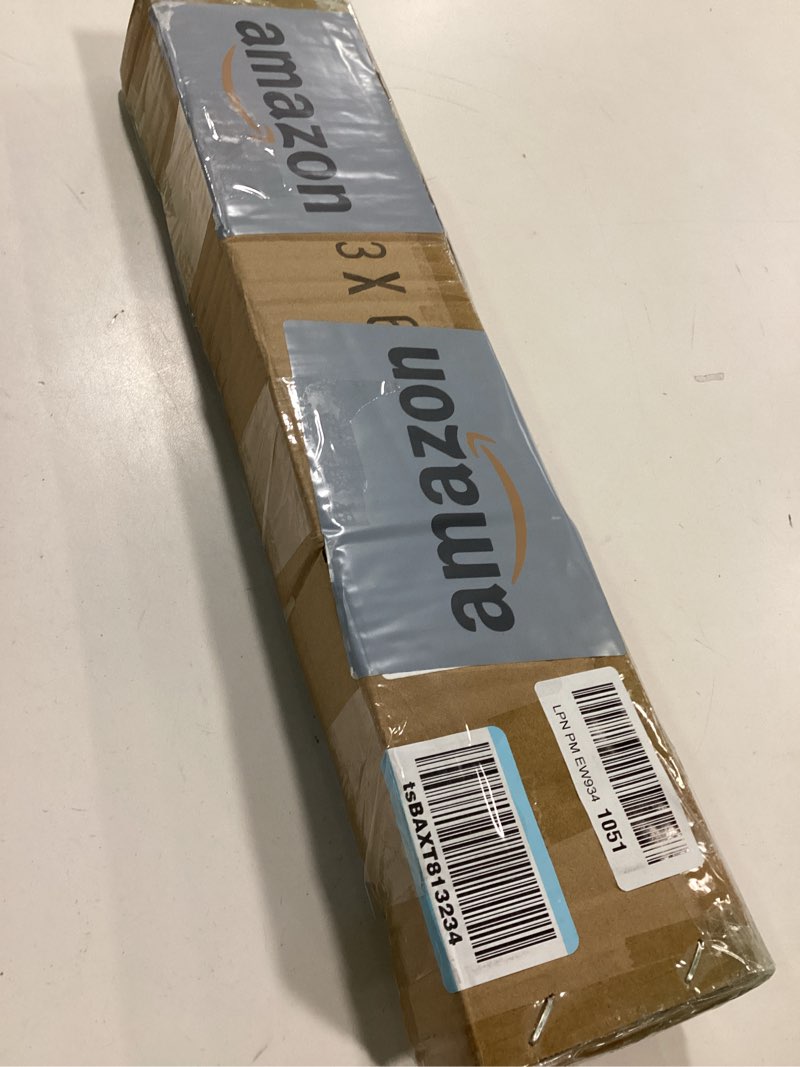 amazon
3 X
amazon
LPN PM EW934 1051
tsBAXT813234